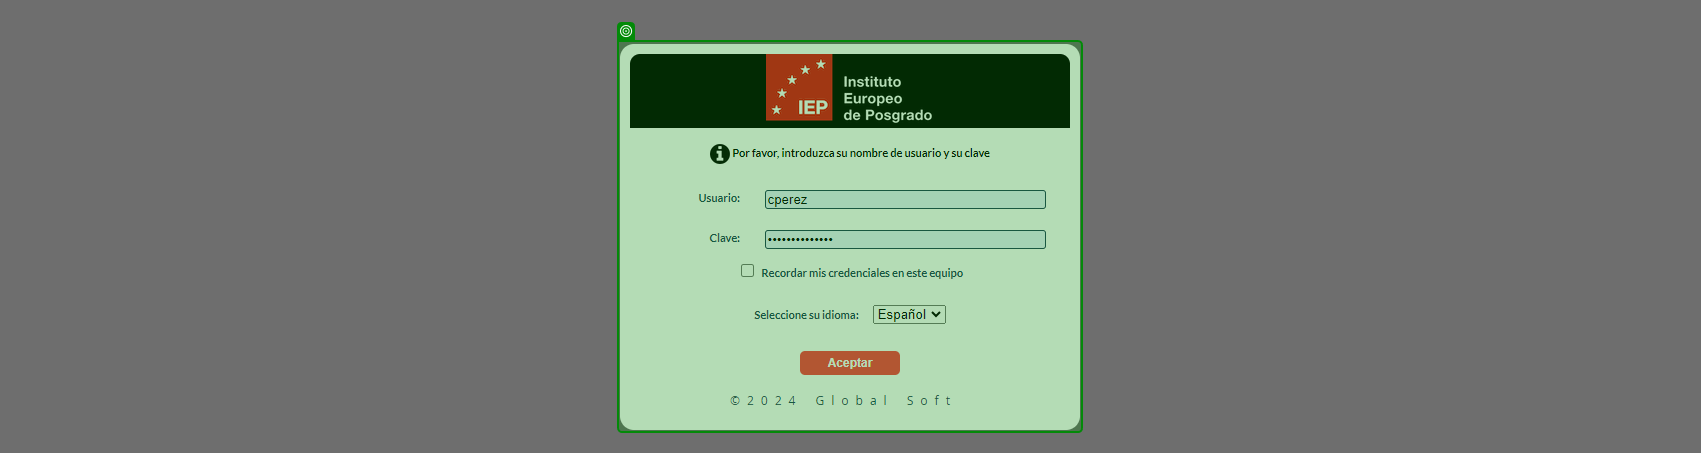 IEP
Instituto
Europeo
de Posgrado
Por favor, introduzca su nombre de usuario y su clave
Usuario: cperez
Clave: ••••••••••••••
Recordar mis credenciales en este equipo
Seleccione su idioma: Español
Aceptar
©2024 Global Soft